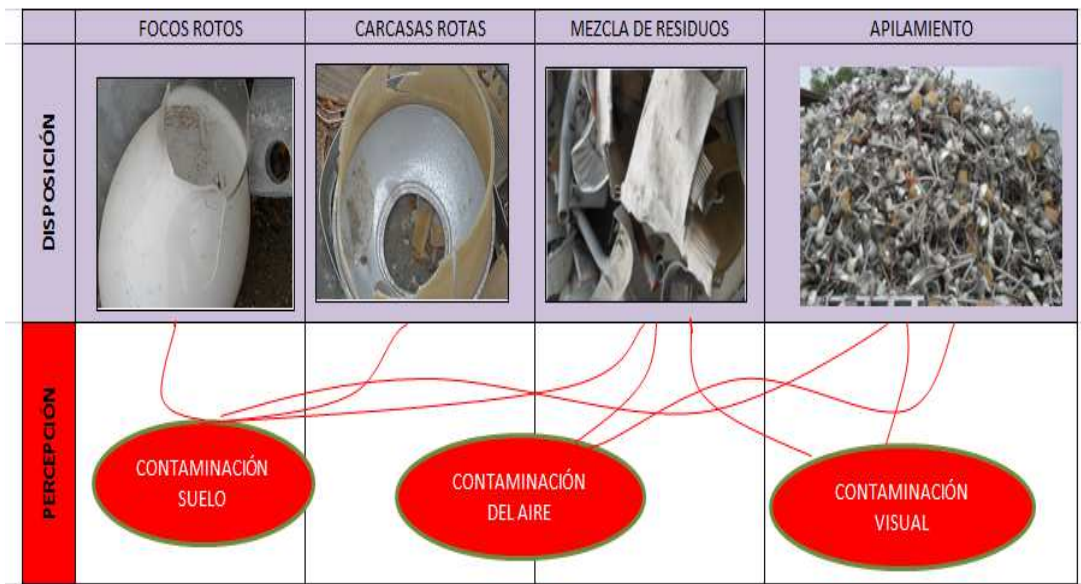 FOCOS ROTOS
CARCASAS ROTAS
MEZCLA DE RESIDUOS
APILAMIENTO
DISPOSICIÓN
PERCEPCIÓN
CONTAMINACIÓN
SUELO
CONTAMINACIÓN
DEL AIRE
CONTAMINACIÓN
VISUAL